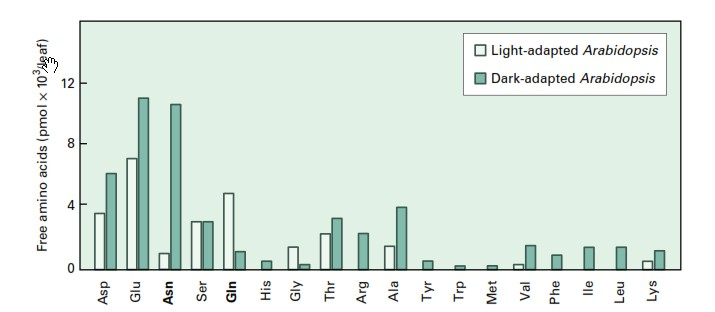 Free amino acids (pmol × 10³/leaf)
12
8
4
0
Light-adapted Arabidopsis
Dark-adapted Arabidopsis
Asp
Glu
Asn
Ser
Gln
His
Gly
Thr
Arg
Ala
Tyr
Trp
Met
Val
Phe
Ile
Leu
Lys